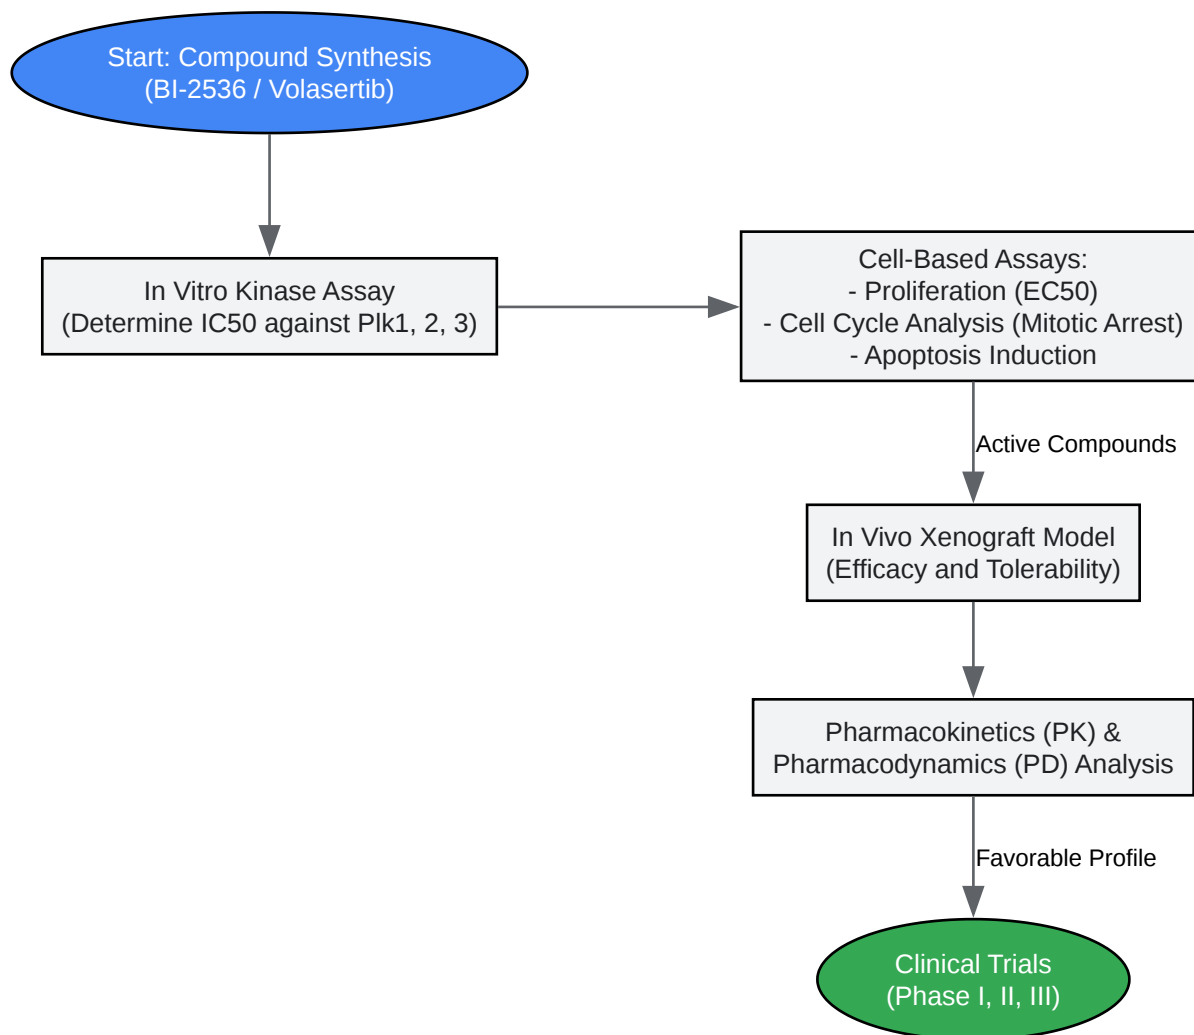 Start: Compound Synthesis
(BI-2536 / Volasertib)
In Vitro Kinase Assay
(Determine IC50 against Plk1, 2, 3)
Cell-Based Assays:
- Proliferation (EC50)
- Cell Cycle Analysis (Mitotic Arrest)
- Apoptosis Induction
Active Compounds
In Vivo Xenograft Model
(Efficacy and Tolerability)
Pharmacokinetics (PK) &
Pharmacodynamics (PD) Analysis
Favorable Profile
Clinical Trials
(Phase I, II, III)